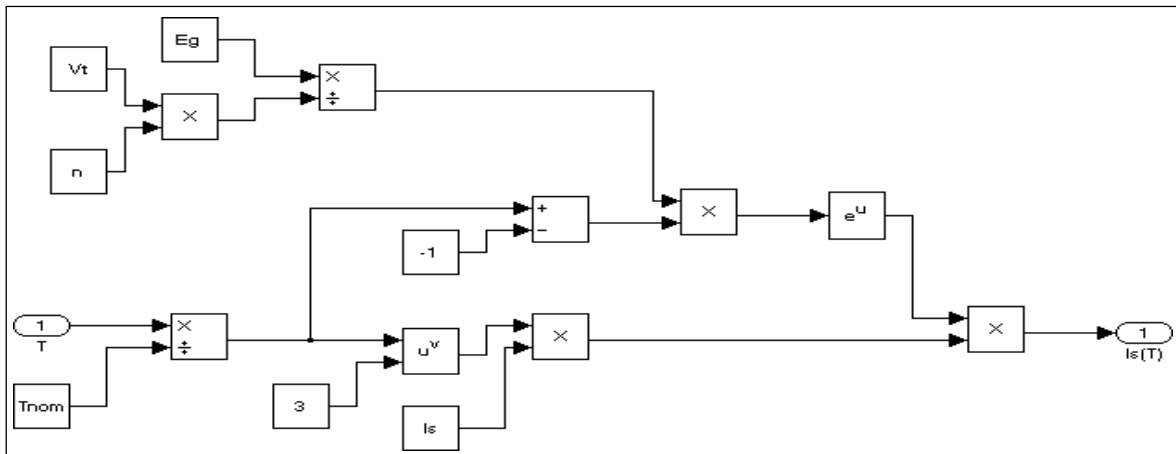 Eg
Vt
×
÷
×
n
+
−
×
e^u
-1
1
T
×
÷
u^v
×
×
1
Is(T)
Tnom
3
Is